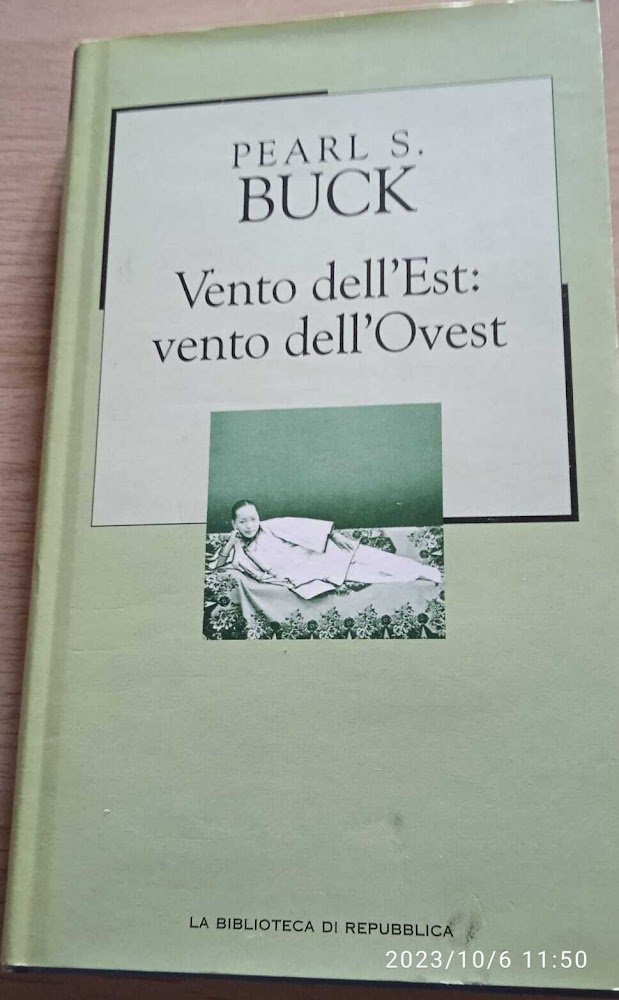 PEARL S.
BUCK
Vento dell'Est:
vento dell'Ovest
LA BIBLIOTECA DI REPUBBLICA
2023/10/6 11:50